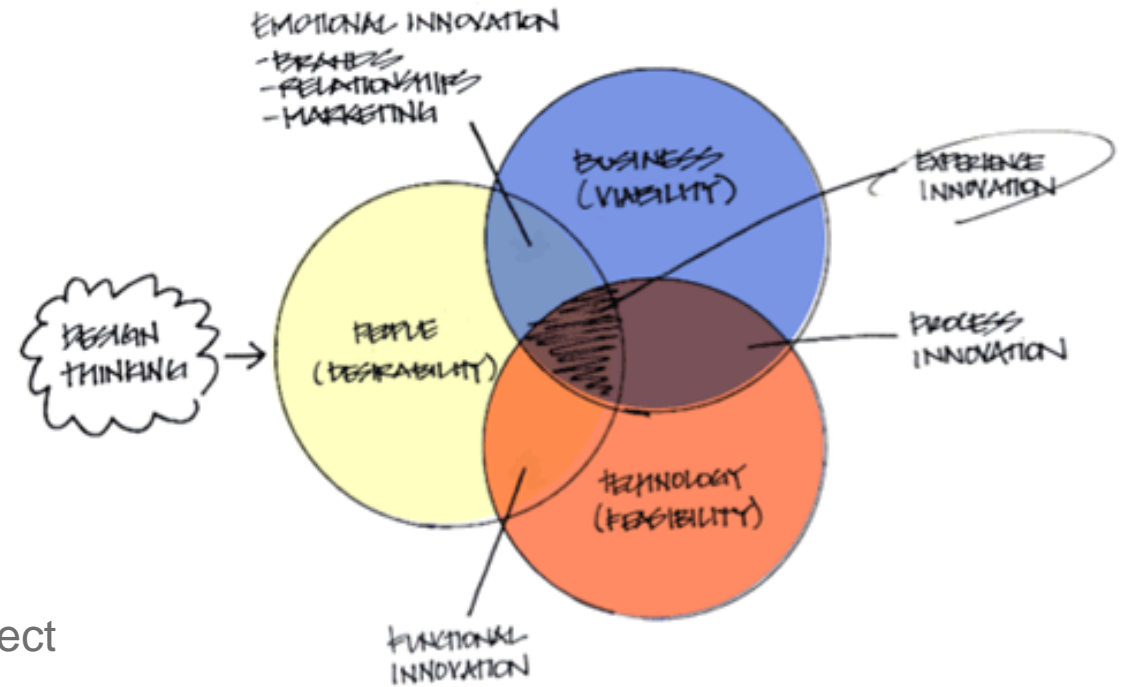 EMOTIONAL INNOVATION
- BRANDS
- RELATIONSHIPS
- MARKETING
BUSINESS
(VIABILITY)
EXPERIENCE
INNOVATION
DESIGN
THINKING
PEOPLE
(DESIRABILITY)
PROCESS
INNOVATION
TECHNOLOGY
(FEASIBILITY)
FUNCTIONAL
INNOVATION
ect